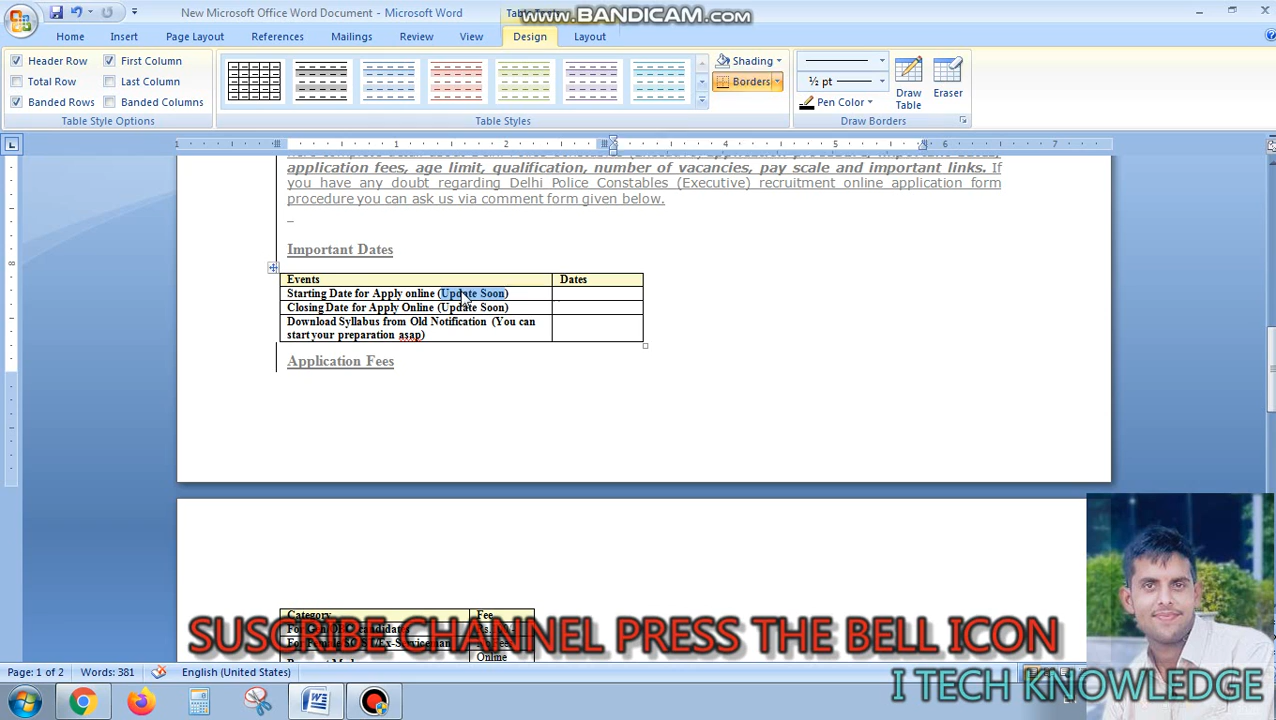 New Microsoft Office Word Document - Microsoft Word
www.BANDICAM.com
Home
Insert
Page Layout
References
Mailings
Review
View
Design
Layout
Header Row
First Column
Total Row
Last Column
Banded Rows
Banded Columns
Table Style Options
Table Styles
Shading
Borders
½ pt
Pen Color
Draw Table
Eraser
Draw Borders
application fees, age limit, qualification, number of vacancies, pay scale and important links. If
you have any doubt regarding Delhi Police Constables (Executive) recruitment online application form
procedure you can ask us via comment form given below.
Important Dates
Events
Dates
Starting Date for Apply online (Update Soon)
Closing Date for Apply Online (Update Soon)
Download Syllabus from Old Notification (You can
start your preparation asap)
Application Fees
Category
Fee
Online
SUSCRIBE CHANNEL PRESS THE BELL ICON
I TECH KNOWLEDGE
Page: 1 of 2
Words: 381
English (United States)